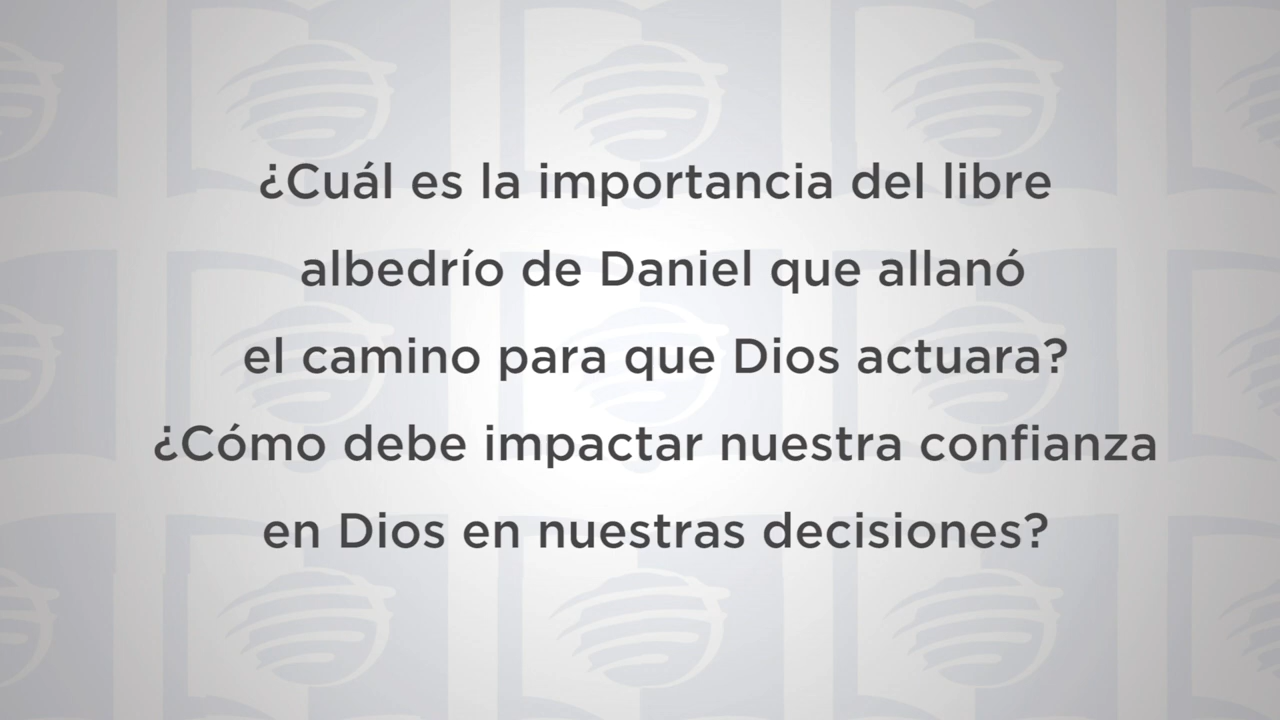 ¿Cuál es la importancia del libre
albedrío de Daniel que allanó
el camino para que Dios actuara?
¿Cómo debe impactar nuestra confianza
en Dios en nuestras decisiones?